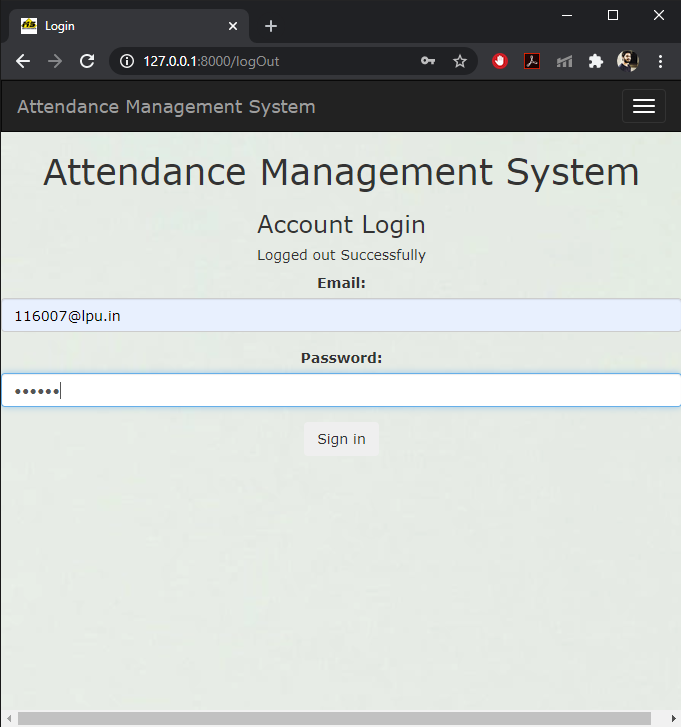 Login
127.0.0.1:8000/logOut
Attendance Management System
Attendance Management System
Account Login
Logged out Successfully
Email:
116007@lpu.in
Password:
••••••
Sign in